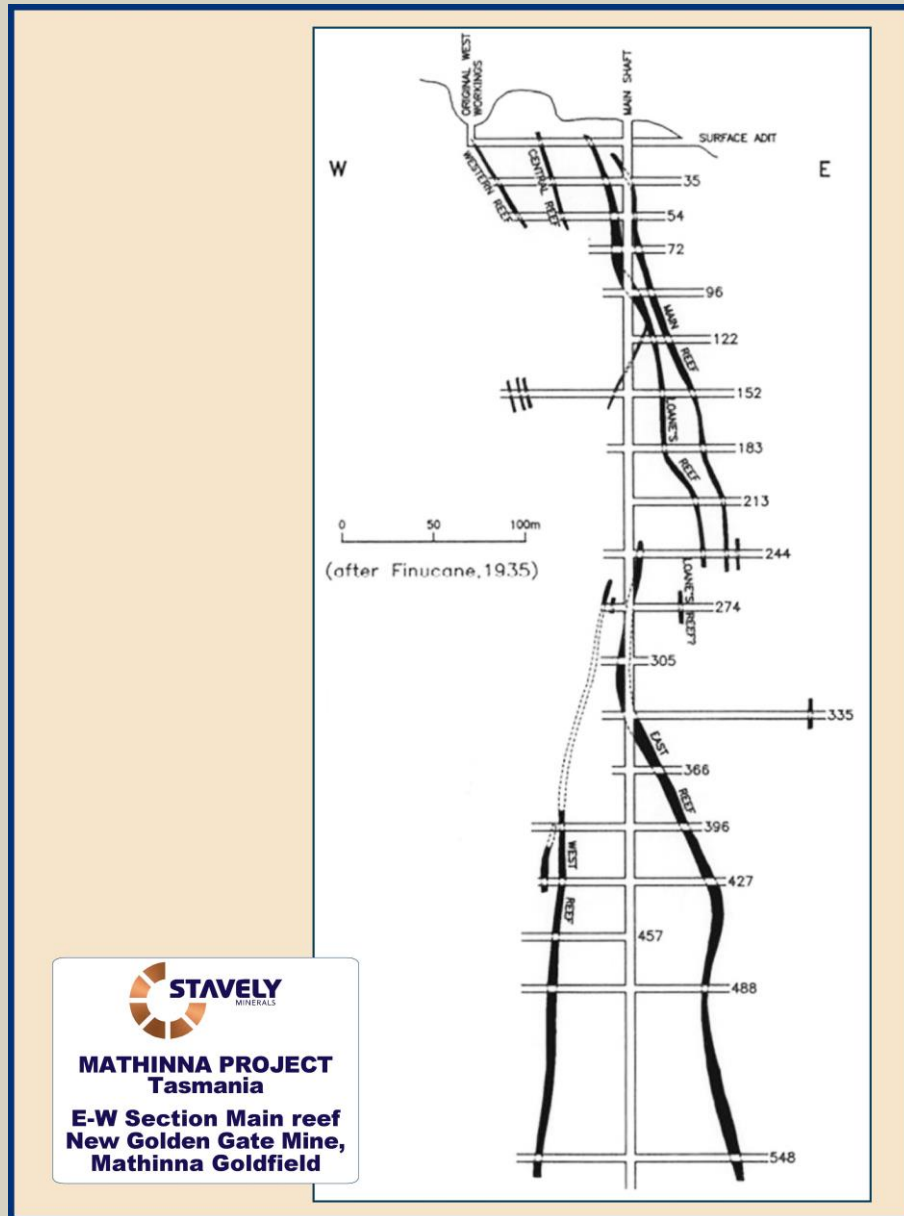 ORIGINAL WEST
WORKINGS
MAIN SHAFT
SURFACE ADIT
W
E
WESTERN REEF
CENTRAL REEF
35
54
72
96
MAIN
REEF
122
152
LOANE'S
REEF
183
213
244
LOANE'S REEF?
274
305
335
EAST
REEF
366
396
WEST
REEF
427
457
488
548
0 50 100m
(after Finucane, 1935)
STAVELY
MINERALS
MATHINNA PROJECT
Tasmania
E-W Section Main reef
New Golden Gate Mine,
Mathinna Goldfield